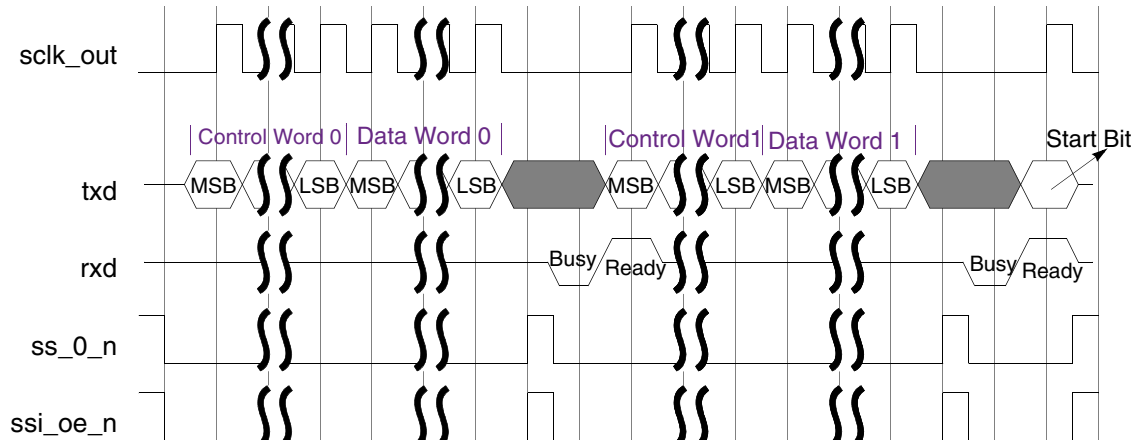 sclk_out
Control Word 0
Data Word 0
Control Word1
Data Word 1
Start Bit
txd
MSB
LSB
MSB
LSB
MSB
LSB
MSB
LSB
rxd
Busy
Ready
Busy
Ready
ss_0_n
ssi_oe_n